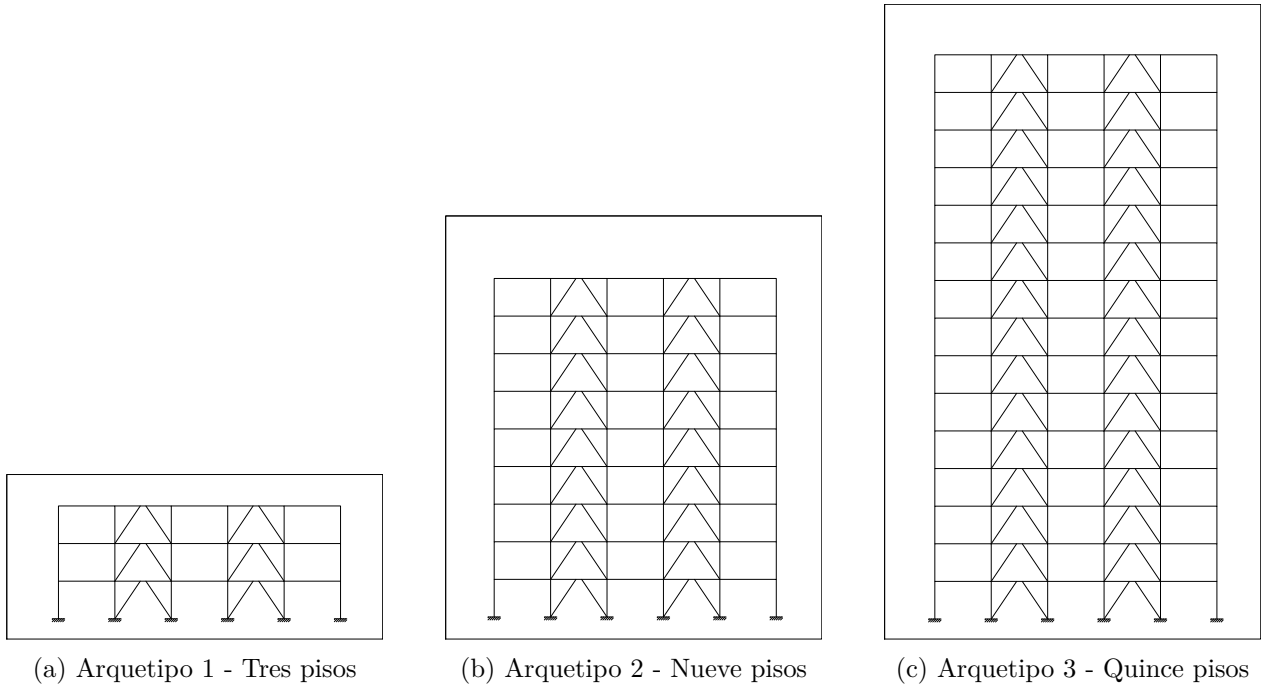 (a) Arquetipo 1 - Tres pisos
(b) Arquetipo 2 - Nueve pisos
(c) Arquetipo 3 - Quince pisos